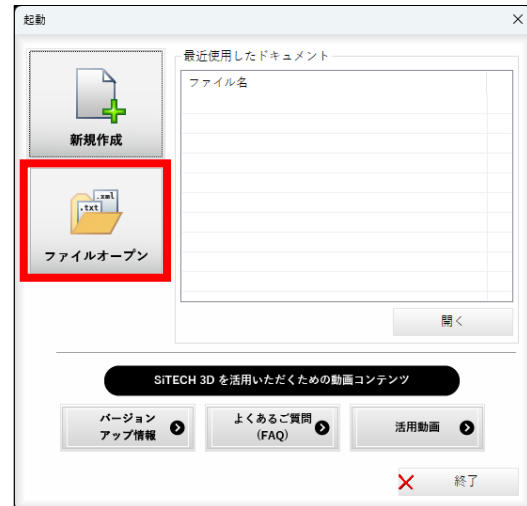 起動
最近使用したドキュメント
ファイル名
新規作成
.xml
.txt
ファイルオープン
開く
SiTECH 3D を活用いただくための動画コンテンツ
バージョン
アップ情報
よくあるご質問
(FAQ)
活用動画
終了